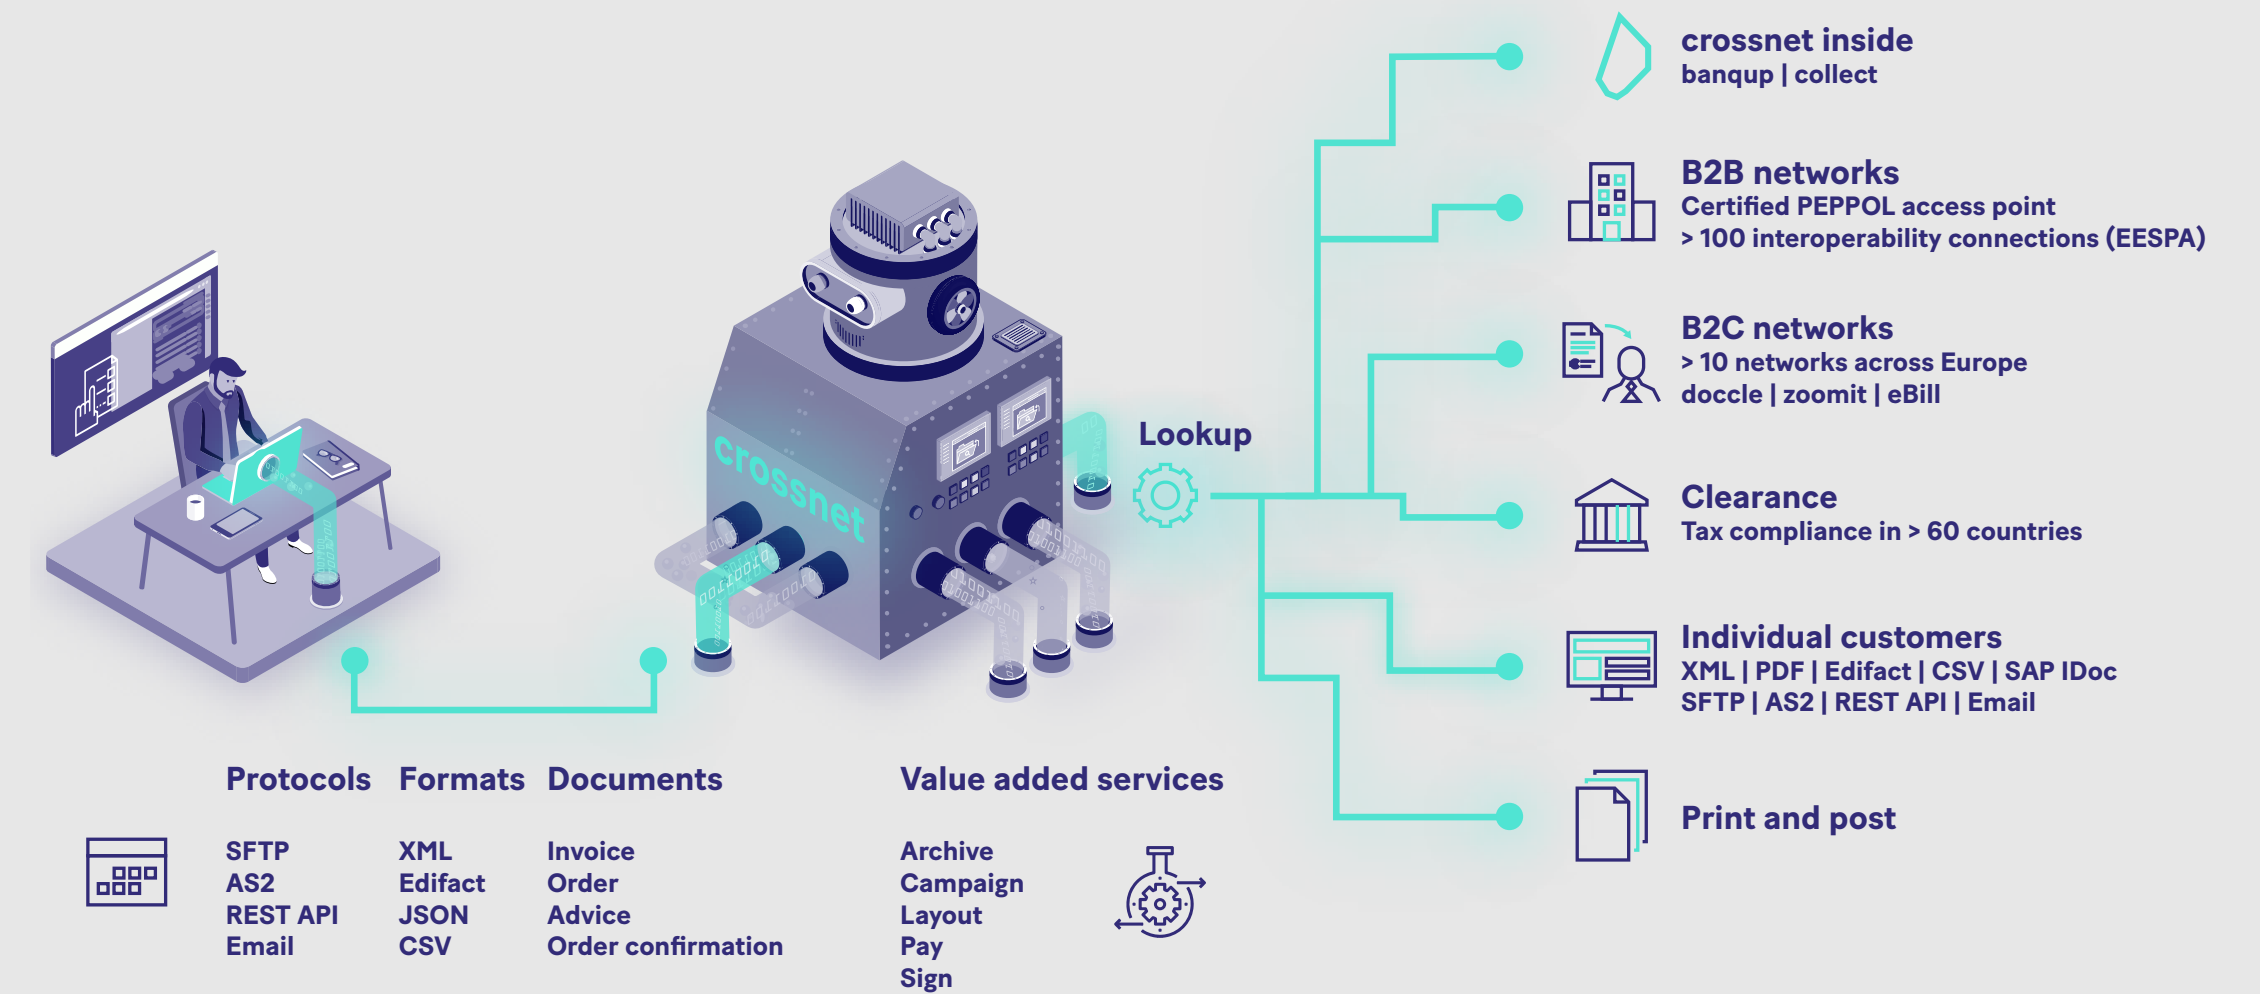 crossnet inside
banqup | collect
B2B networks
Certified PEPPOL access point
> 100 interoperability connections (EESPA)
B2C networks
> 10 networks across Europe
doccle | zoomit | eBill
crossnet
Lookup
Clearance
Tax compliance in > 60 countries
Individual customers
XML | PDF | Edifact | CSV | SAP IDoc
SFTP | AS2 | REST API | Email
Print and post
Protocols
SFTP
AS2
REST API
Email
Formats
XML
Edifact
JSON
CSV
Documents
Invoice
Order
Advice
Order confirmation
Value added services
Archive
Campaign
Layout
Pay
Sign